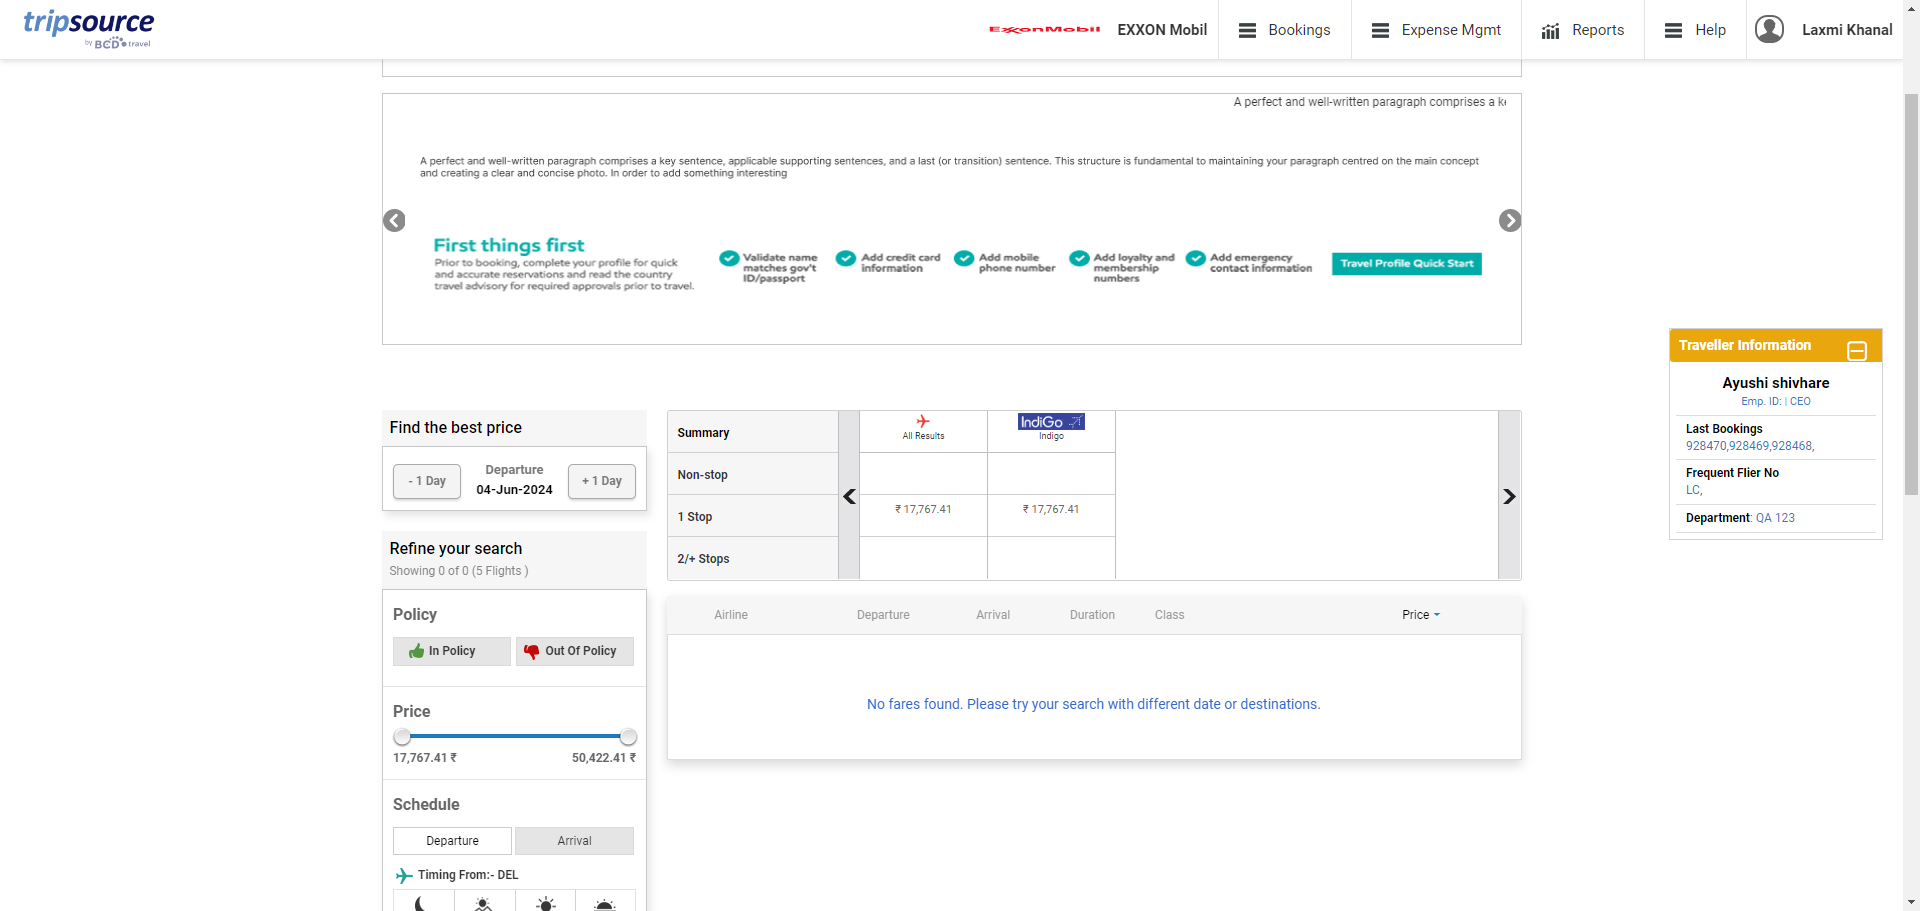 tripsource
by BCD travel
ExxonMobil
EXXON Mobil
Bookings
Expense Mgmt
Reports
Help
Laxmi Khanal
A perfect and well-written paragraph comprises a ke
A perfect and well-written paragraph comprises a key sentence, applicable supporting sentences, and a last (or transition) sentence. This structure is fundamental to maintaining your paragraph centred on the main concept
and creating a clear and concise photo. In order to add something interesting
First things first
Prior to booking, complete your profile for quick
and accurate reservations and read the country
travel advisory for required approvals prior to travel.
Validate name
matches gov't
ID/passport
Add credit card
information
Add mobile
phone number
Add loyalty and
membership
numbers
Add emergency
contact information
Travel Profile Quick Start
Traveller Information
Ayushi shivhare
Emp. ID: | CEO
Last Bookings
928470,928469,928468,
Frequent Flier No
LC,
Department: QA 123
Find the best price
- 1 Day
Departure
04-Jun-2024
+ 1 Day
Refine your search
Showing 0 of 0 (5 Flights )
Policy
In Policy
Out Of Policy
Price
17,767.41 ₹
50,422.41 ₹
Schedule
Departure
Arrival
Timing From:- DEL
Summary
All Results
IndiGo
Indigo
Non-stop
1 Stop
₹ 17,767.41
₹ 17,767.41
2/+ Stops
Airline
Departure
Arrival
Duration
Class
Price
No fares found. Please try your search with different date or destinations.